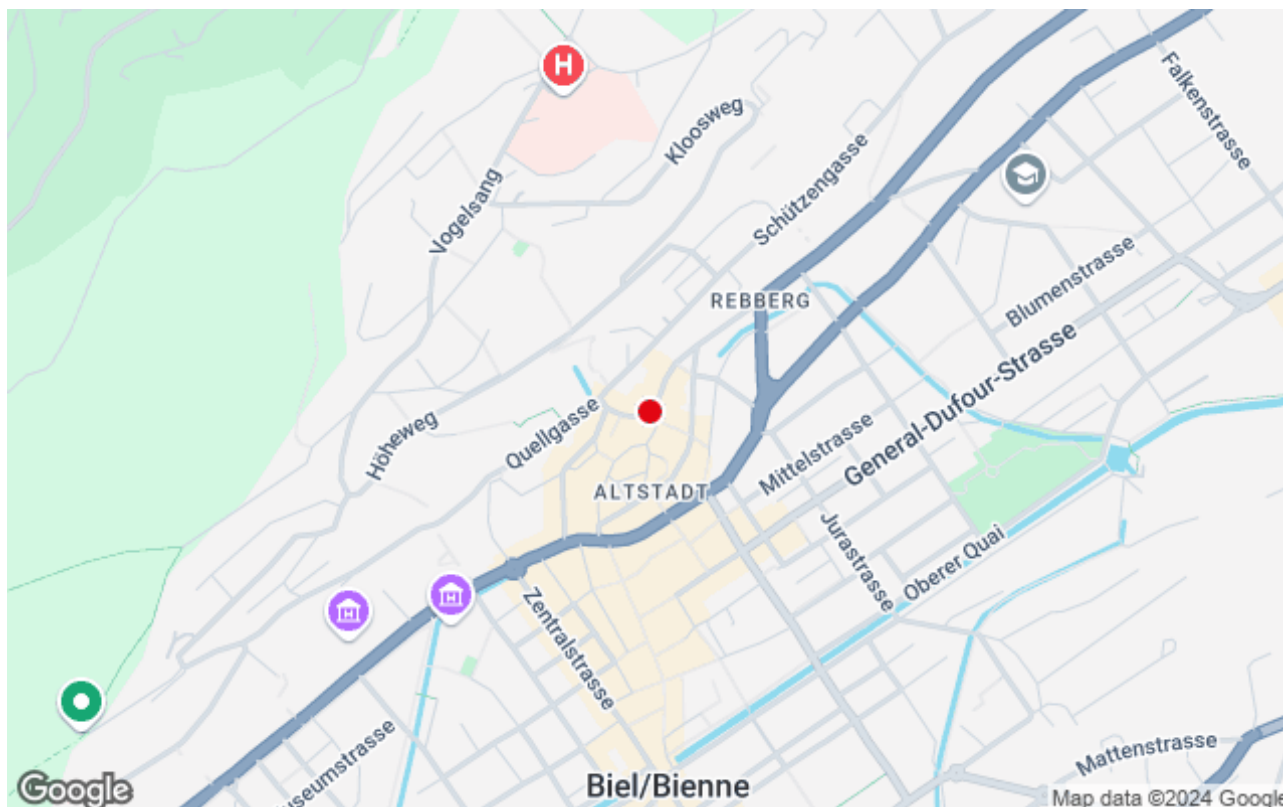 H
Falkenstrasse
Kloosweg
Vogelsang
Schützengasse
Blumenstrasse
REBBERG
General-Dufour-Strasse
Höheweg
Quellgasse
Mittelstrasse
ALTSTADT
Jurastrasse
Oberer Quai
Zentralstrasse
Mattenstrasse
useumstrasse
Biel/Bienne
Google
Map data ©2024 Google